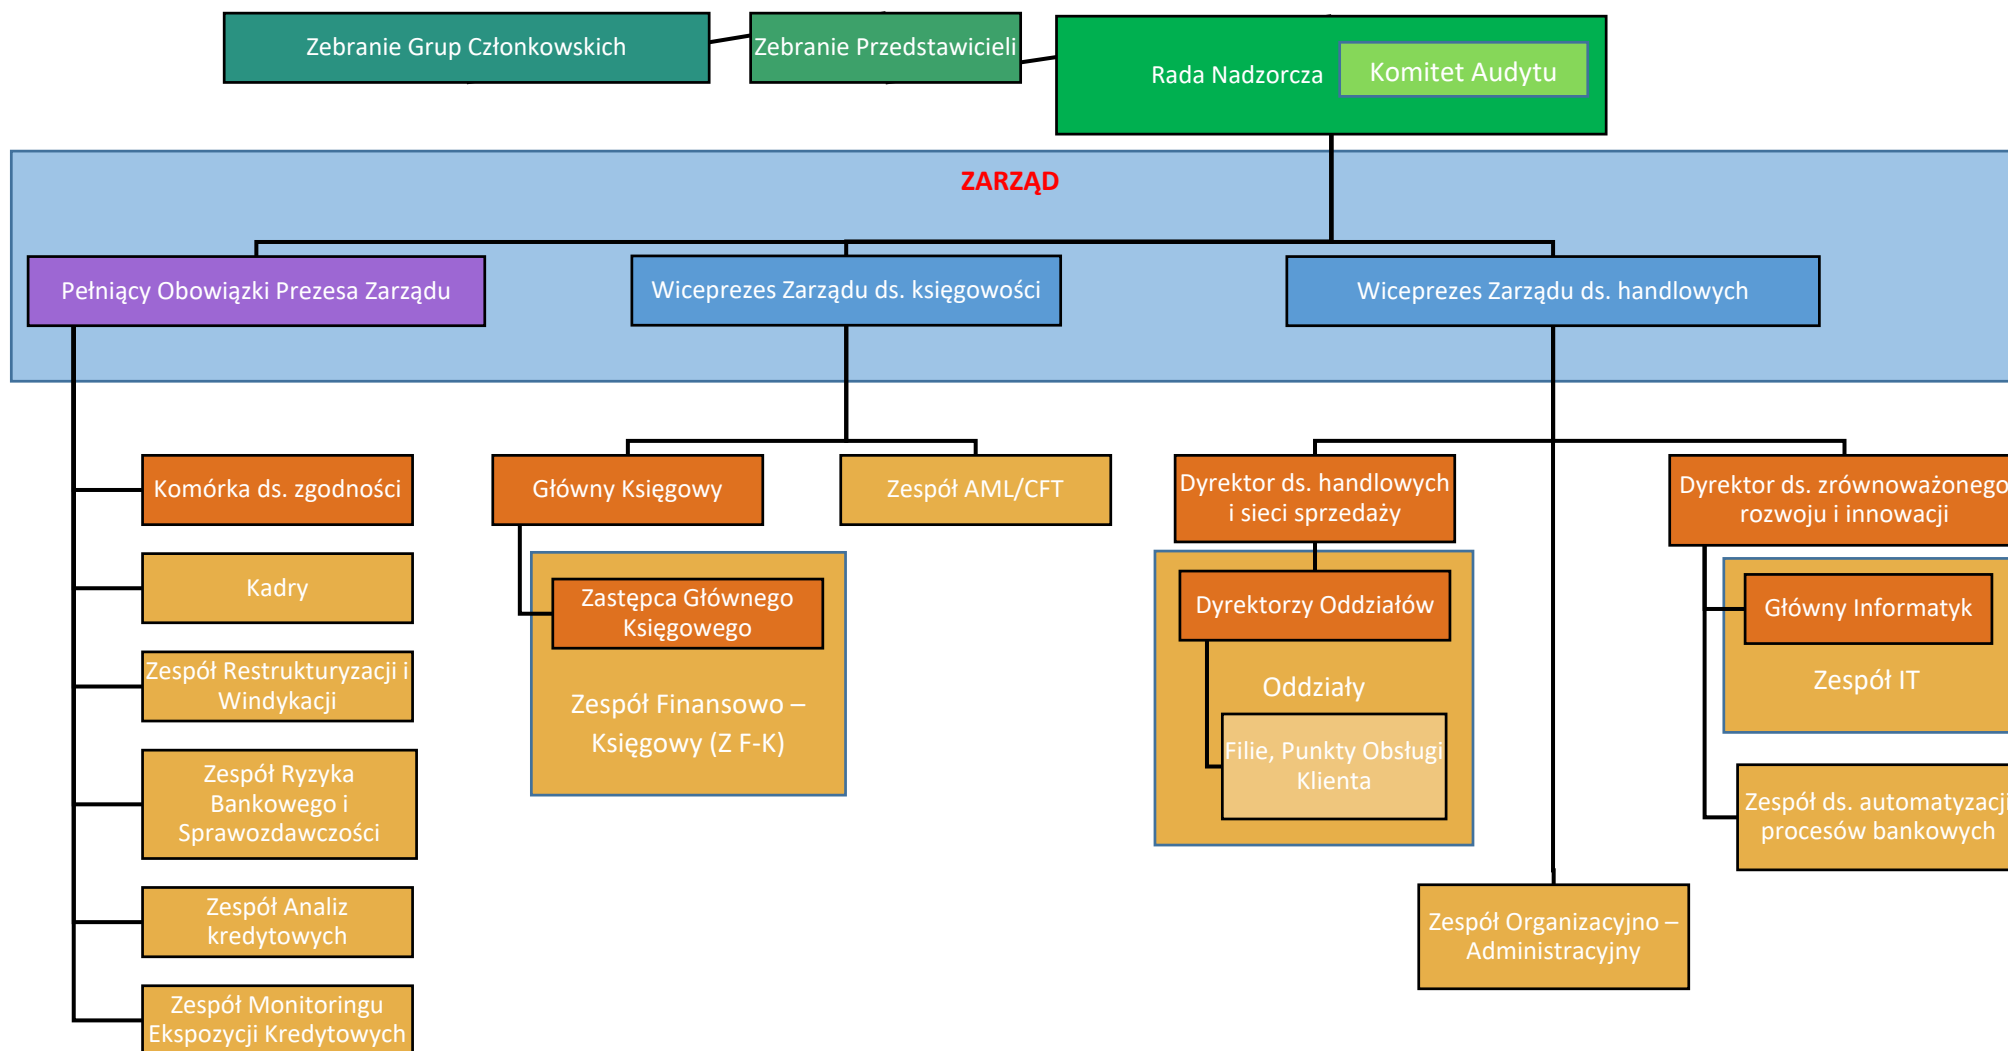 Zebranie Grup Członkowskich
Zebranie Przedstawicieli
Rada Nadzorcza
Komitet Audytu
ZARZĄD
Pełniący Obowiązki Prezesa Zarządu
Wiceprezes Zarządu ds. księgowości
Wiceprezes Zarządu ds. handlowych
Komórka ds. zgodności
Kadry
Zespół Restrukturyzacji i
Windykacji
Zespół Ryzyka
Bankowego i
Sprawozdawczości
Zespół Analiz
kredytowych
Zespół Monitoringu
Ekspozycji Kredytowych
Główny Księgowy
Zastępca Głównego
Księgowego
Zespół Finansowo –
Księgowy (Z F-K)
Zespół AML/CFT
Dyrektor ds. handlowych
i sieci sprzedaży
Dyrektorzy Oddziałów
Oddziały
Filie, Punkty Obsługi
Klienta
Zespół Organizacyjno –
Administracyjny
Dyrektor ds. zrównoważonego
rozwoju i innowacji
Główny Informatyk
Zespół IT
Zespół ds. automatyzacji
procesów bankowych